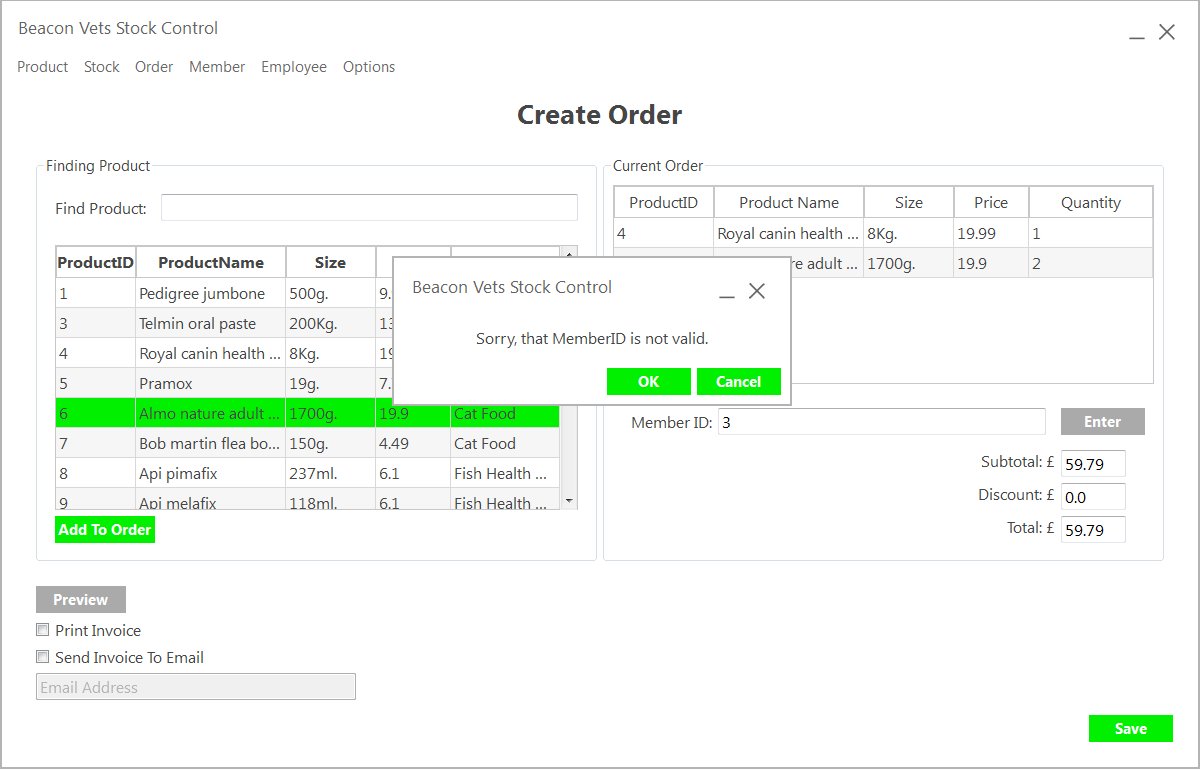 Beacon Vets Stock Control
Product Stock Order Member Employee Options
Create Order
Finding Product
Find Product:
ProductID ProductName Size
1 Pedigree jumbone 500g. 9.
3 Telmin oral paste 200Kg.
4 Royal canin health ... 8Kg.
5 Pramox 19g. 7.
6 Almo nature adult ... 1700g. 19.9 Cat Food
7 Bob martin flea bo... 150g. 4.49 Cat Food
8 Api pimafix 237ml. 6.1 Fish Health ...
9 Api melafix 118ml. 6.1 Fish Health ...
Add To Order
Current Order
ProductID Product Name Size Price Quantity
4 Royal canin health ... 8Kg. 19.99 1
adult ... 1700g. 19.9 2
Beacon Vets Stock Control
Sorry, that MemberID is not valid.
OK Cancel
Member ID: 3 Enter
Subtotal: £ 59.79
Discount: £ 0.0
Total: £ 59.79
Preview
Print Invoice
Send Invoice To Email
Email Address
Save